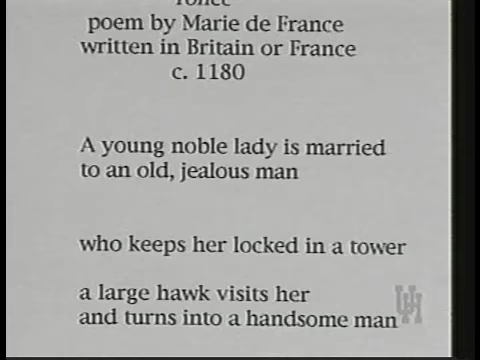 poem by Marie de France
written in Britain or France
c. 1180
A young noble lady is married
to an old, jealous man
who keeps her locked in a tower
a large hawk visits her
and turns into a handsome man
UH